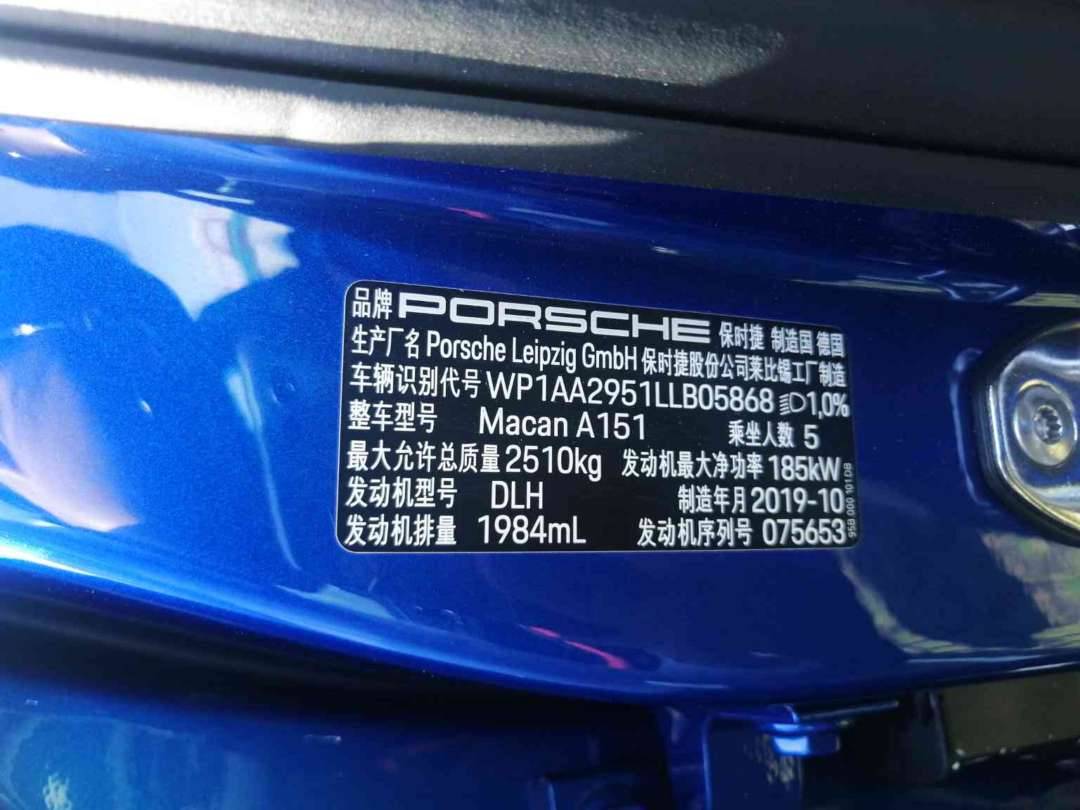 品牌 PORSCHE 保时捷 制造国 德国
生产厂名 Porsche Leipzig GmbH 保时捷股份公司莱比锡工厂制造
车辆识别代号 WP1AA2951LLB05868 1,0%
整车型号 Macan A151 乘坐人数 5
最大允许总质量 2510kg 发动机最大净功率 185kW
发动机型号 DLH 制造年月 2019-10
发动机排量 1984mL 发动机序列号 075653
95B.000.101.DB